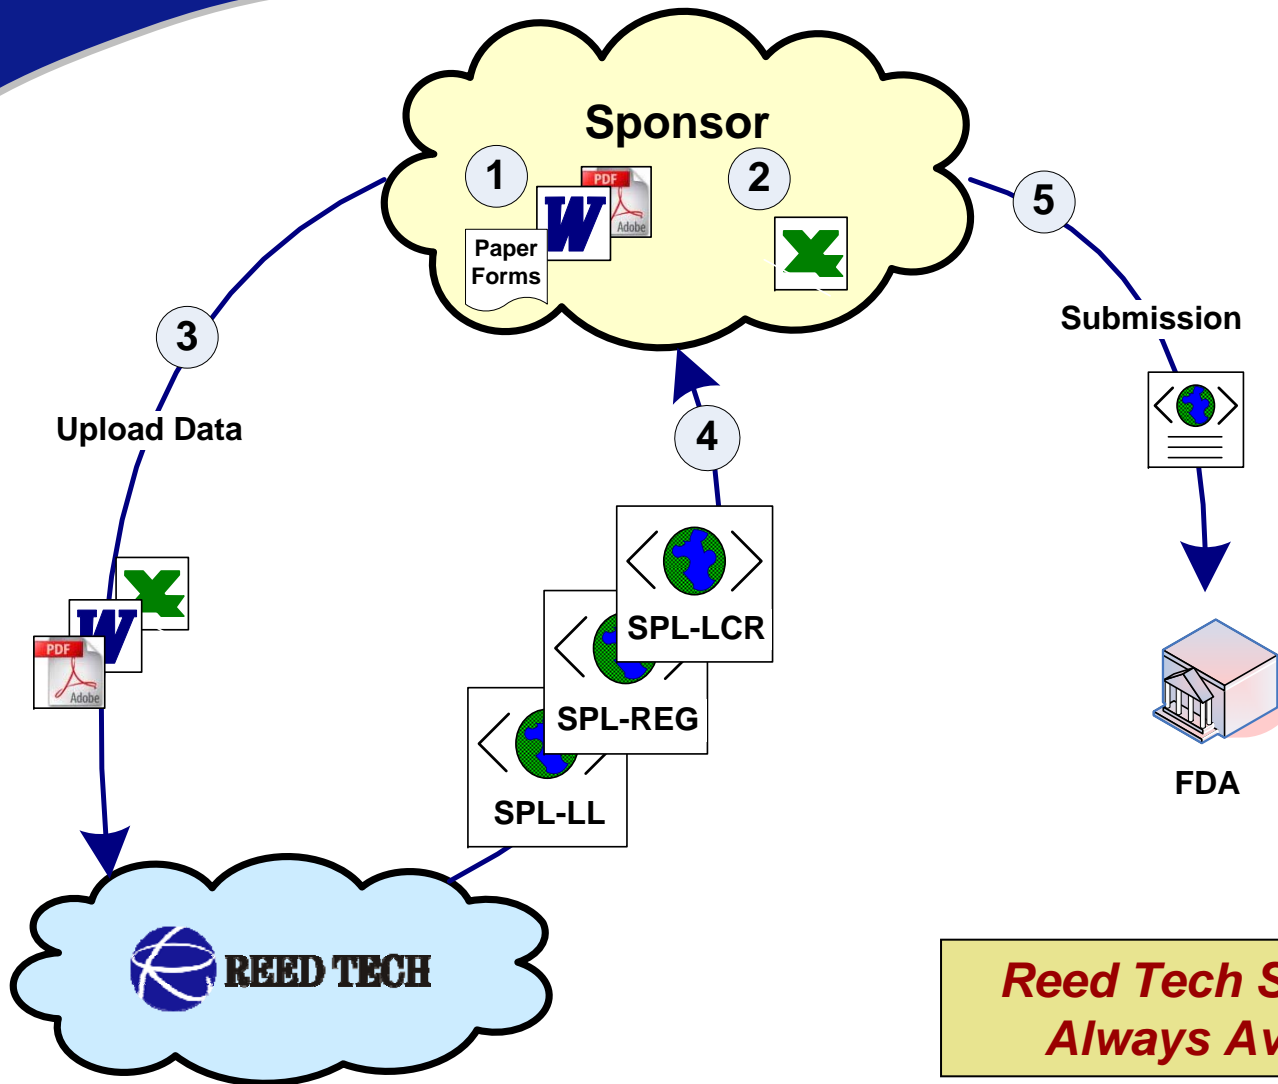 Sponsor
1
2
PDF
W
Adobe
Paper
Forms
X
5
Submission
3
Upload Data
4
SPL-LCR
SPL-REG
SPL-LL
X
W
PDF
Adobe
FDA
REED TECH
Reed Tech S
Always Av